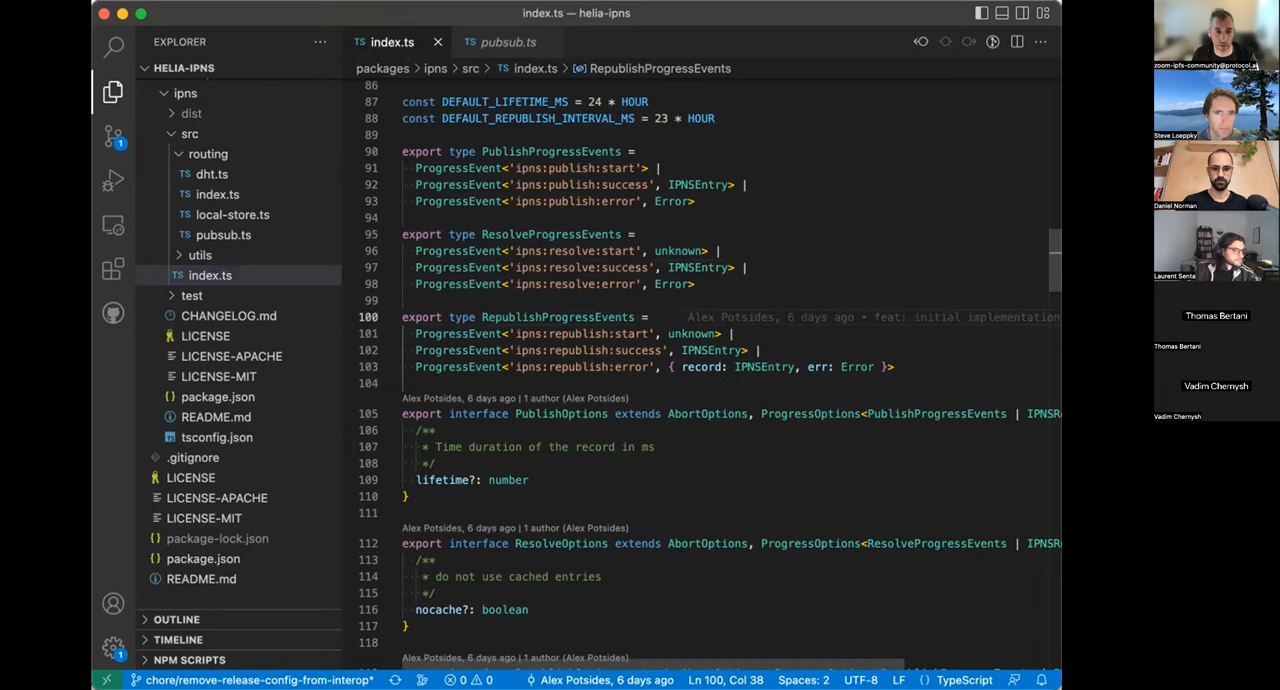 index.ts — helia-ipns
EXPLORER
HELIA-IPNS
ipns
dist
src
routing
TS dht.ts
TS index.ts
TS local-store.ts
TS pubsub.ts
utils
TS index.ts
test
CHANGELOG.md
LICENSE
LICENSE-APACHE
LICENSE-MIT
{} package.json
README.md
tsconfig.json
.gitignore
LICENSE
LICENSE-APACHE
LICENSE-MIT
package-lock.json
{} package.json
README.md
OUTLINE
TIMELINE
NPM SCRIPTS
1
1
TS index.ts
TS pubsub.ts
packages > ipns > src > TS index.ts > RepublishProgressEvents
86
87 const DEFAULT_LIFETIME_MS = 24 * HOUR
88 const DEFAULT_REPUBLISH_INTERVAL_MS = 23 * HOUR
89
90 export type PublishProgressEvents =
91 ProgressEvent<'ipns:publish:start'> |
92 ProgressEvent<'ipns:publish:success', IPNSEntry> |
93 ProgressEvent<'ipns:publish:error', Error>
94
95 export type ResolveProgressEvents =
96 ProgressEvent<'ipns:resolve:start', unknown> |
97 ProgressEvent<'ipns:resolve:success', IPNSEntry> |
98 ProgressEvent<'ipns:resolve:error', Error>
99
100 export type RepublishProgressEvents = Alex Potsides, 6 days ago • feat: initial implementation
101 ProgressEvent<'ipns:republish:start', unknown> |
102 ProgressEvent<'ipns:republish:success', IPNSEntry> |
103 ProgressEvent<'ipns:republish:error', { record: IPNSEntry, err: Error }>
104
Alex Potsides, 6 days ago | 1 author (Alex Potsides)
105 export interface PublishOptions extends AbortOptions, ProgressOptions<PublishProgressEvents | IPNSR
106 /**
107 * Time duration of the record in ms
108 */
109 lifetime?: number
110 }
111
Alex Potsides, 6 days ago | 1 author (Alex Potsides)
112 export interface ResolveOptions extends AbortOptions, ProgressOptions<ResolveProgressEvents | IPNSR
113 /**
114 * do not use cached entries
115 */
116 nocache?: boolean
117 }
118
Alex Potsides, 6 days ago | 1 author (Alex Potsides)
chore/remove-release-config-from-interop* 0 0 Alex Potsides, 6 days ago Ln 100, Col 38 Spaces: 2 UTF-8 LF {} TypeScript
zoom-ipfs-community@protocol.ai
Steve Loeppky
Daniel Norman
Laurent Senta
Thomas Bertani
Thomas Bertani
Vadim Chernysh
Vadim Chernysh